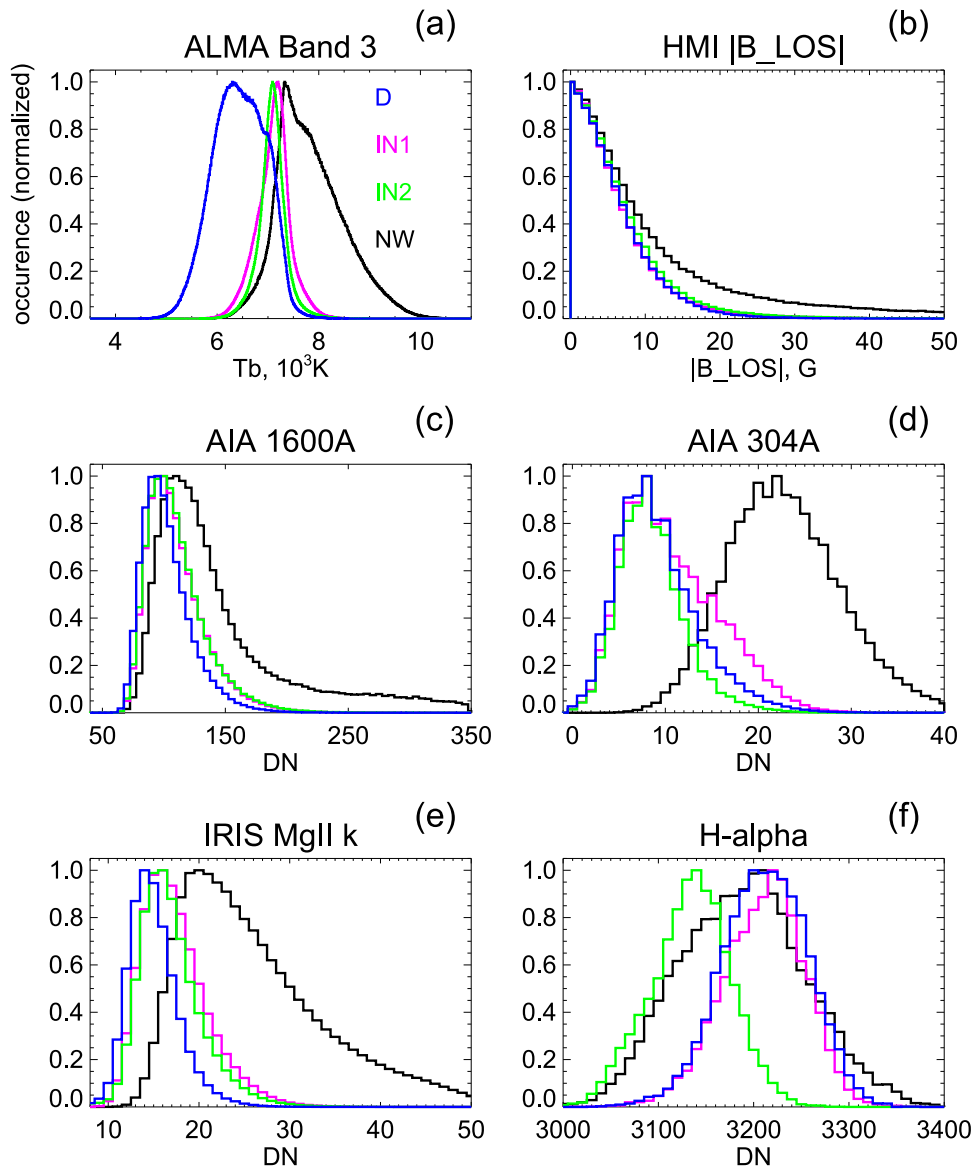 (a)
ALMA Band 3
1.0
0.8
0.6
0.4
0.2
0.0
occurence (normalized)
D
IN1
IN2
NW
4 6 8 10
Tb, 10³K
(b)
HMI |B_LOS|
1.0
0.8
0.6
0.4
0.2
0.0
0 10 20 30 40 50
|B_LOS|, G
(c)
AIA 1600A
1.0
0.8
0.6
0.4
0.2
0.0
50 150 250 350
DN
(d)
AIA 304A
1.0
0.8
0.6
0.4
0.2
0.0
0 10 20 30 40
DN
(e)
IRIS MgII k
1.0
0.8
0.6
0.4
0.2
0.0
10 20 30 40 50
DN
(f)
H-alpha
1.0
0.8
0.6
0.4
0.2
0.0
3000 3100 3200 3300 3400
DN